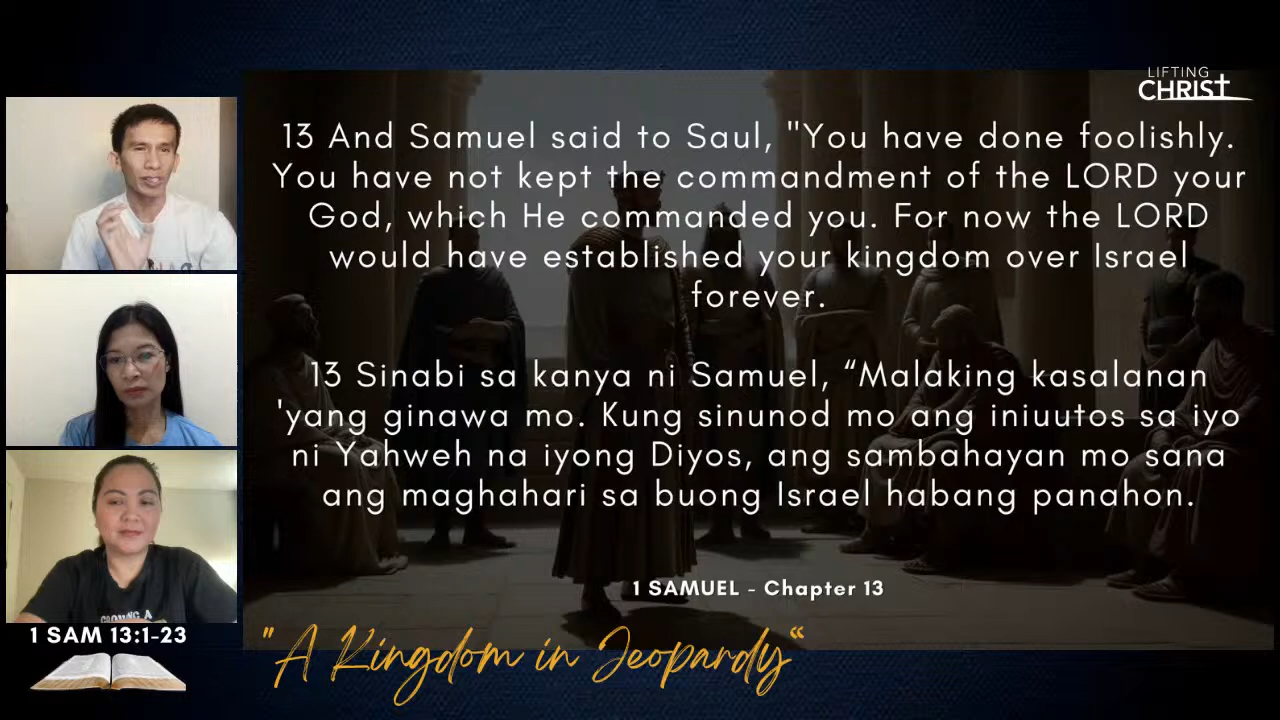 LIFTING
CHRIST
13 And Samuel said to Saul, "You have done foolishly.
You have not kept the commandment of the LORD your
God, which He commanded you. For now the LORD
would have established your kingdom over Israel
forever.
13 Sinabi sa kanya ni Samuel, “Malaking kasalanan
'yang ginawa mo. Kung sinunod mo ang iniuutos sa iyo
ni Yahweh na iyong Diyos, ang sambahayan mo sana
ang maghahari sa buong Israel habang panahon.
1 SAMUEL - Chapter 13
1 SAM 13:1-23
"A Kingdom in Jeopardy“